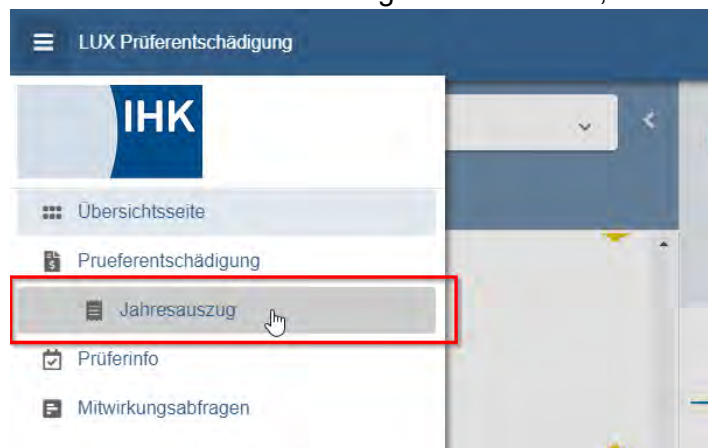 LUX Prüferentschädigung
IHK
Übersichtsseite
Prueferentschädigung
Jahresauszug
Prüferinfo
Mitwirkungsabfragen